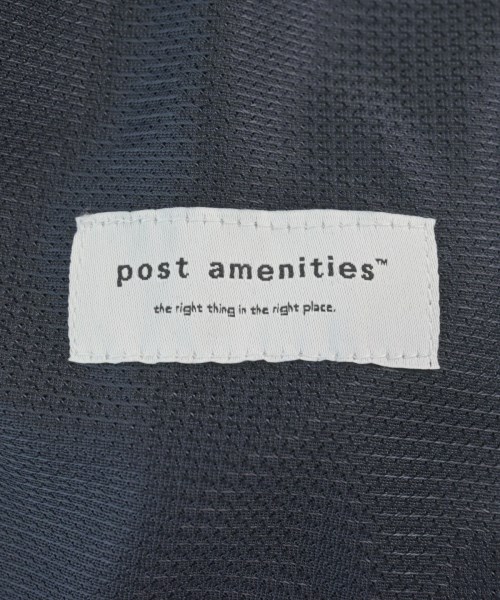 post amenities™
the right thing in the right place.